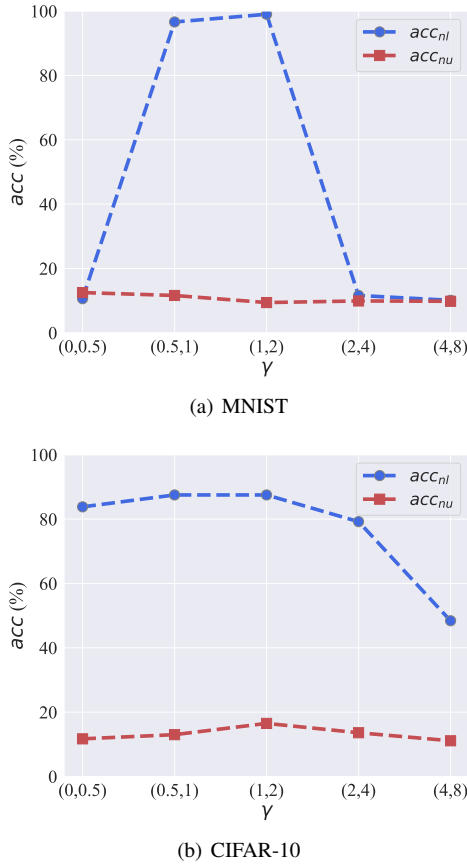 100
80
60
40
20
0
acc (%)
acc_nl
acc_nu
(0,0.5) (0.5,1) (1,2) (2,4) (4,8)
γ
(a) MNIST
100
80
60
40
20
0
acc (%)
acc_nl
acc_nu
(0,0.5) (0.5,1) (1,2) (2,4) (4,8)
γ
(b) CIFAR-10